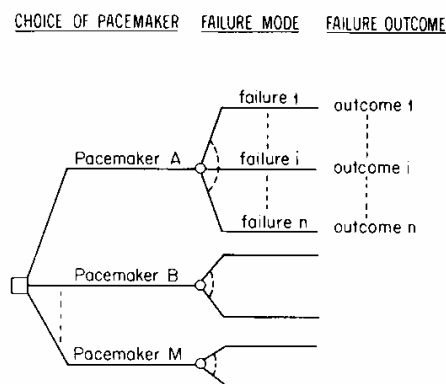 CHOICE OF PACEMAKER FAILURE MODE FAILURE OUTCOME
failure 1 outcome 1
Pacemaker A failure i outcome i
failure n outcome n
Pacemaker B
Pacemaker M